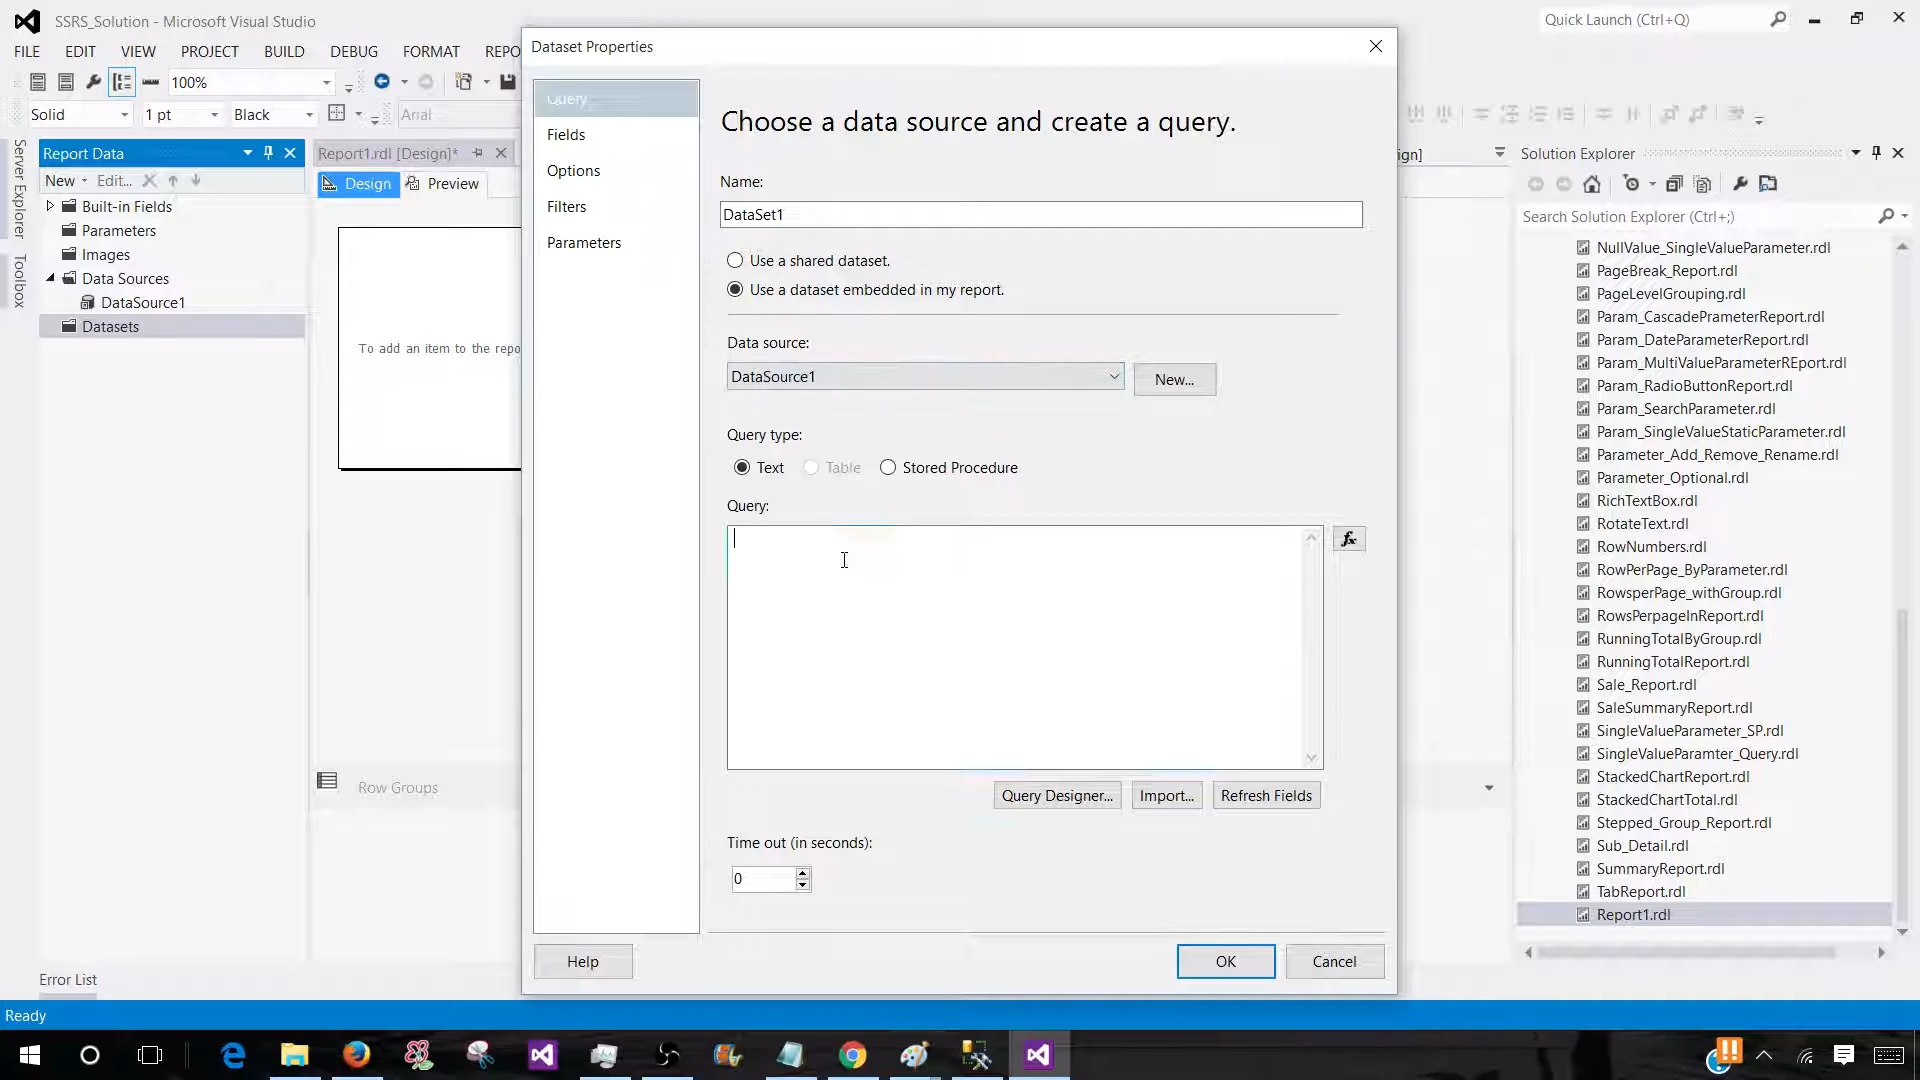 SSRS_Solution - Microsoft Visual Studio
Quick Launch (Ctrl+Q)
FILE EDIT VIEW PROJECT BUILD DEBUG FORMAT REPO
100%
Solid 1 pt Black Arial
Server Explorer
Toolbox
Report Data
New Edit...
Built-in Fields
Parameters
Images
Data Sources
DataSource1
Datasets
Report1.rdl [Design]*
Design Preview
To add an item to the repo
Row Groups
Error List
Ready
Dataset Properties
Query
Fields
Options
Filters
Parameters
Choose a data source and create a query.
Name:
DataSet1
Use a shared dataset.
Use a dataset embedded in my report.
Data source:
DataSource1
New...
Query type:
Text Table Stored Procedure
Query:
fx
Query Designer... Import... Refresh Fields
Time out (in seconds):
0
Help OK Cancel
ign]
Solution Explorer
Search Solution Explorer (Ctrl+;)
NullValue_SingleValueParameter.rdl
PageBreak_Report.rdl
PageLevelGrouping.rdl
Param_CascadePrameterReport.rdl
Param_DateParameterReport.rdl
Param_MultiValueParameterREport.rdl
Param_RadioButtonReport.rdl
Param_SearchParameter.rdl
Param_SingleValueStaticParameter.rdl
Parameter_Add_Remove_Rename.rdl
Parameter_Optional.rdl
RichTextBox.rdl
RotateText.rdl
RowNumbers.rdl
RowPerPage_ByParameter.rdl
RowsperPage_withGroup.rdl
RowsPerpageInReport.rdl
RunningTotalByGroup.rdl
RunningTotalReport.rdl
Sale_Report.rdl
SaleSummaryReport.rdl
SingleValueParameter_SP.rdl
SingleValueParamter_Query.rdl
StackedChartReport.rdl
StackedChartTotal.rdl
Stepped_Group_Report.rdl
Sub_Detail.rdl
SummaryReport.rdl
TabReport.rdl
Report1.rdl